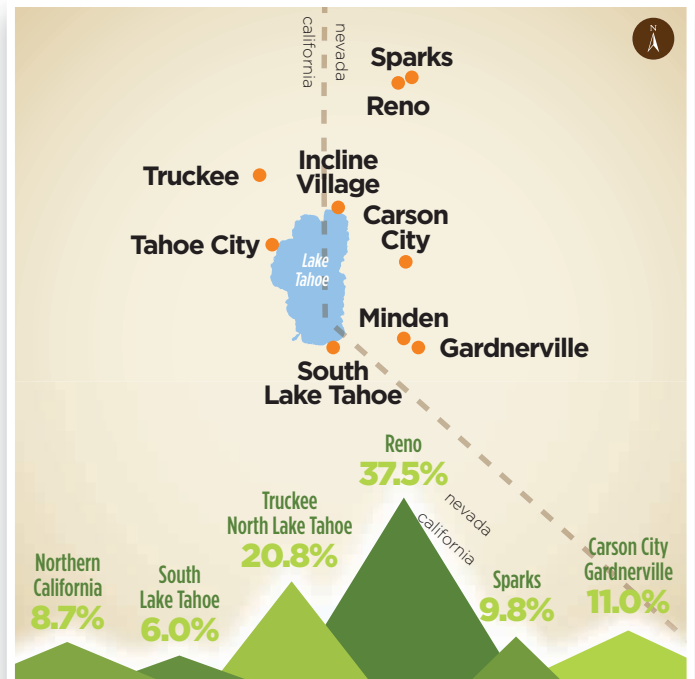 california
nevada
N
Sparks
Reno
Truckee
Incline
Village
Carson
City
Tahoe City
Lake
Tahoe
Minden
Gardnerville
South
Lake Tahoe
Reno
37.5%
nevada
california
Truckee
North Lake Tahoe
20.8%
Northern
California
8.7%
South
Lake Tahoe
6.0%
Sparks
9.8%
Carson City
Gardnerville
11.0%